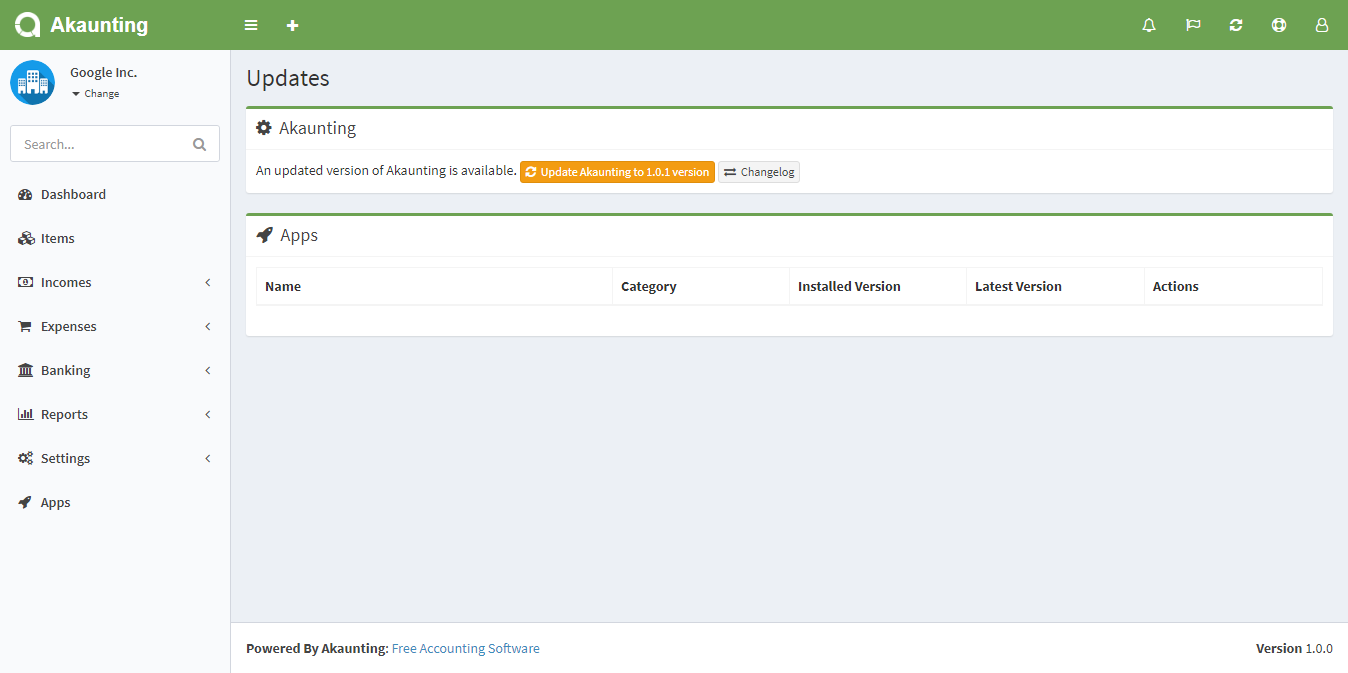 Akaunting
Google Inc.
Change
Search...
Dashboard
Items
Incomes
Expenses
Banking
Reports
Settings
Apps
Updates
Akaunting
An updated version of Akaunting is available. Update Akaunting to 1.0.1 version Changelog
Apps
Name Category Installed Version Latest Version Actions
Powered By Akaunting: Free Accounting Software Version 1.0.0